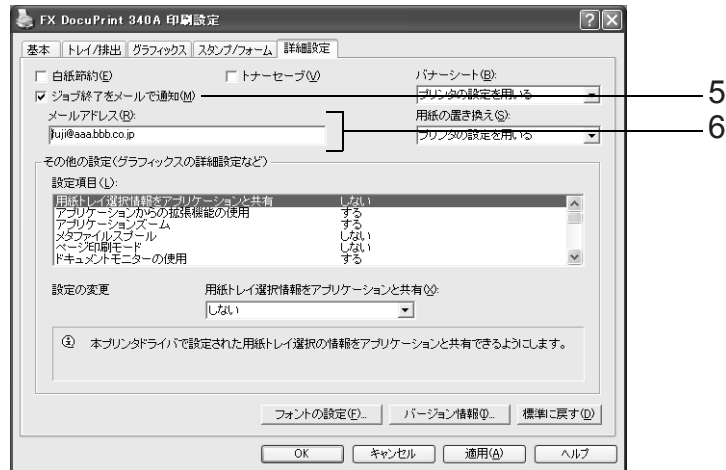 FX DocuPrint 340A 印刷設定
基本 トレイ/排出 グラフィックス スタンプ/フォーム 詳細設定
白紙節約(E) トナーセーブ(V) バナーシート(B):
ジョブ終了をメールで通知(M) プリンタの設定を用いる 5
メールアドレス(R): 用紙の置き換え(S):
fuji@aaa.bbb.co.jp プリンタの設定を用いる 6
その他の設定(グラフィックスの詳細設定など)
設定項目(L):
用紙トレイ選択情報をアプリケーションと共有 しない
アプリケーションからの拡張機能の使用 する
アプリケーションズーム する
メタファイルスプール しない
ページ印刷モード しない
ドキュメントモニターの使用 する
設定の変更 用紙トレイ選択情報をアプリケーションと共有(X):
しない
本プリンタドライバで設定された用紙トレイ選択の情報をアプリケーションと共有できるようにします。
フォントの設定(F)... バージョン情報(I)... 標準に戻す(D)
OK キャンセル 適用(A) ヘルプ